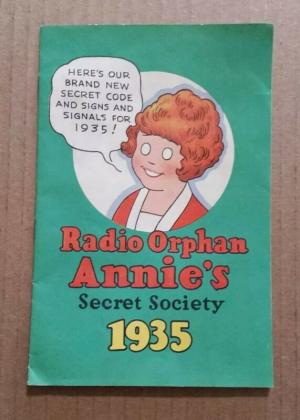 HERE'S OUR
BRAND NEW
SECRET CODE
AND SIGNS AND
SIGNALS FOR
1935!
Radio Orphan
Annie's
Secret Society
1935